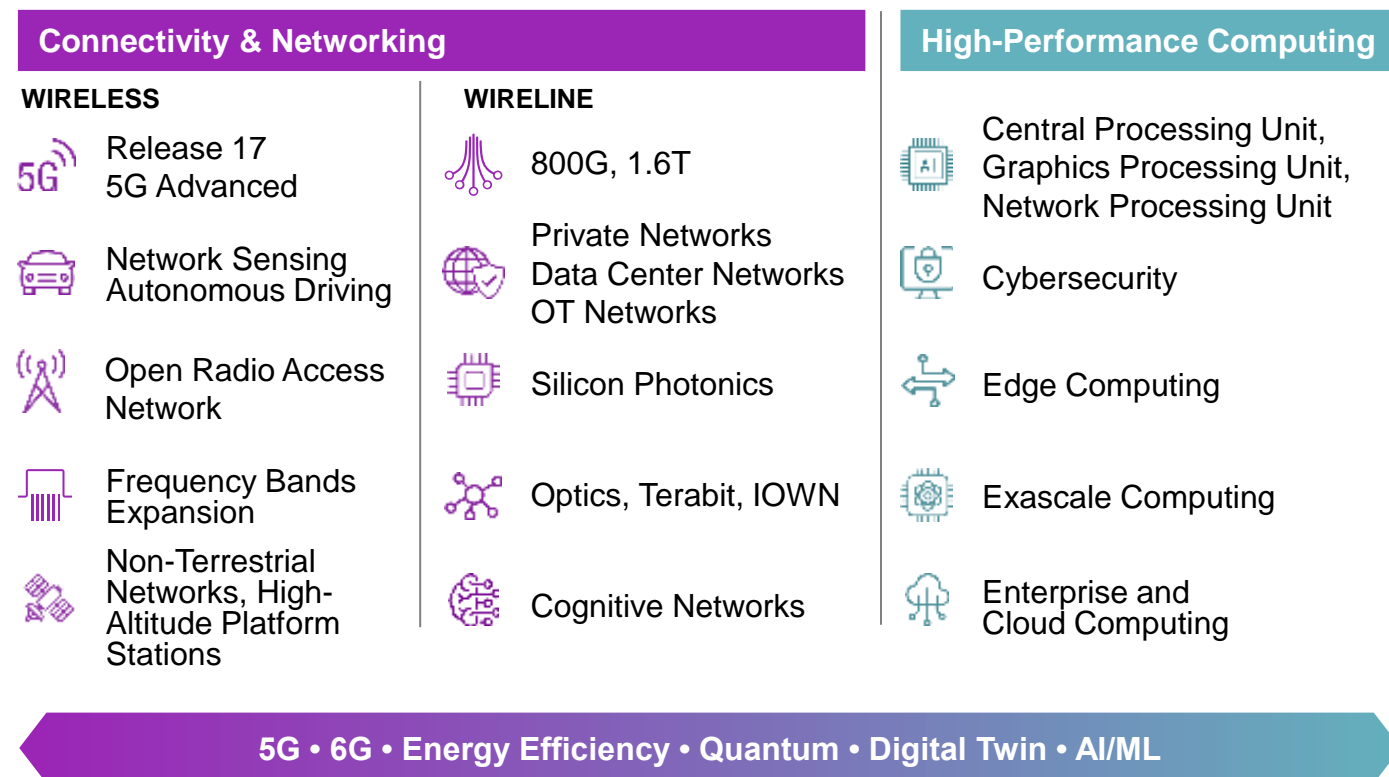 Connectivity & Networking
WIRELESS
5G
Release 17
5G Advanced
Network Sensing
Autonomous Driving
Open Radio Access
Network
Frequency Bands
Expansion
Non-Terrestrial
Networks, High-
Altitude Platform
Stations
WIRELINE
800G, 1.6T
Private Networks
Data Center Networks
OT Networks
Silicon Photonics
Optics, Terabit, IOWN
Cognitive Networks
High-Performance Computing
AI
Central Processing Unit,
Graphics Processing Unit,
Network Processing Unit
Cybersecurity
Edge Computing
Exascale Computing
Enterprise and
Cloud Computing
5G • 6G • Energy Efficiency • Quantum • Digital Twin • AI/ML